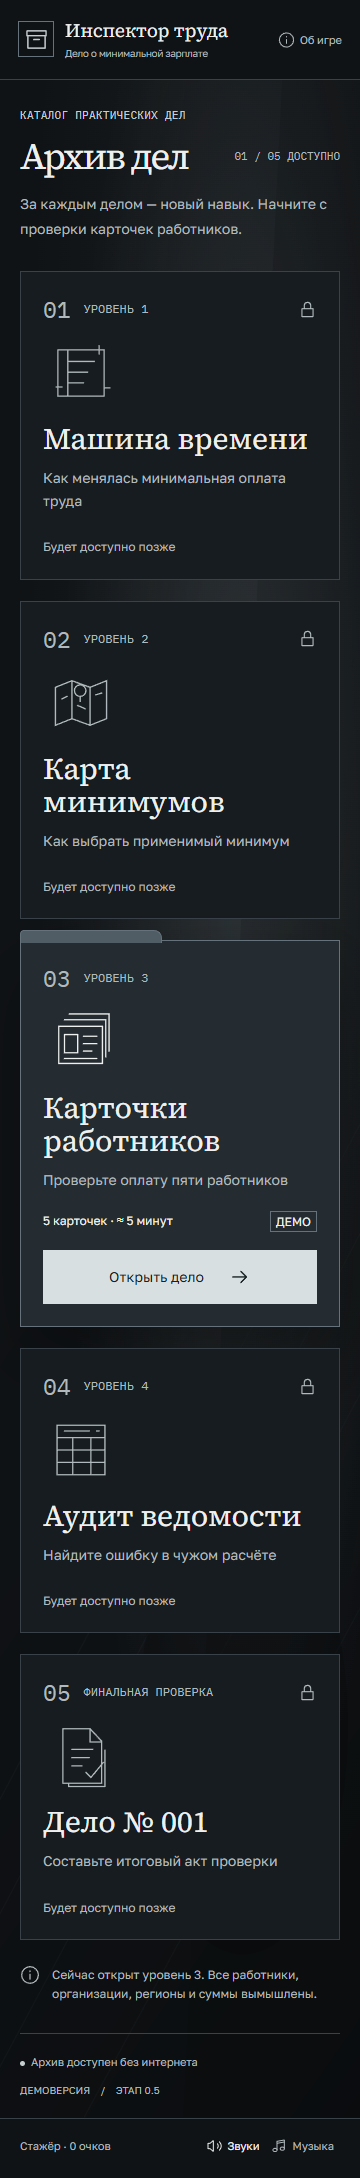 Инспектор труда
Дело о минимальной зарплате
Об игре
КАТАЛОГ ПРАКТИЧЕСКИХ ДЕЛ
Архив дел
01 / 05 ДОСТУПНО
За каждым делом — новый навык. Начните с
проверки карточек работников.
01 УРОВЕНЬ 1
Машина времени
Как менялась минимальная оплата
труда
Будет доступно позже
02 УРОВЕНЬ 2
Карта
минимумов
Как выбрать применимый минимум
Будет доступно позже
03 УРОВЕНЬ 3
Карточки
работников
Проверьте оплату пяти работников
5 карточек · ≈ 5 минут
ДЕМО
Открыть дело →
04 УРОВЕНЬ 4
Аудит ведомости
Найдите ошибку в чужом расчёте
Будет доступно позже
05 ФИНАЛЬНАЯ ПРОВЕРКА
Дело № 001
Составьте итоговый акт проверки
Будет доступно позже
Сейчас открыт уровень 3. Все работники,
организации, регионы и суммы вымышлены.
Архив доступен без интернета
ДЕМОВЕРСИЯ / ЭТАП 0.5
Стажёр · 0 очков
Звуки
Музыка